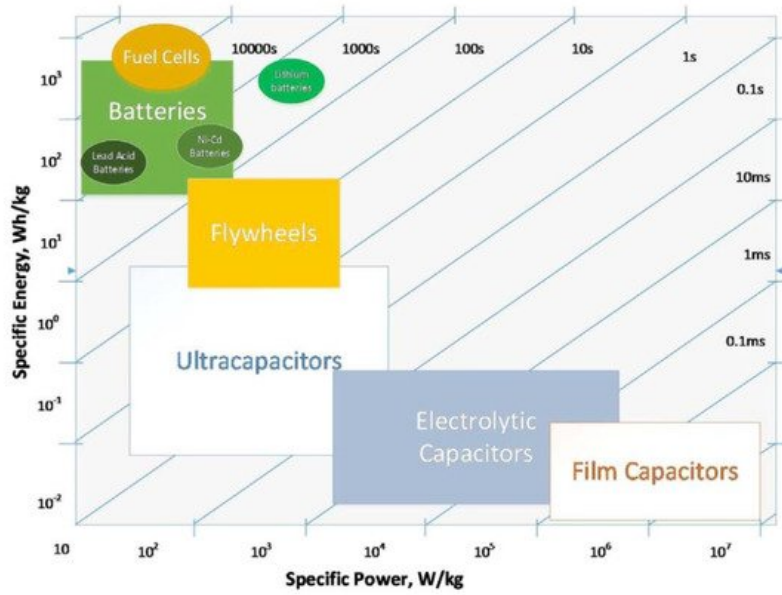 Fuel Cells
10000s
1000s
100s
10s
1s
0.1s
10ms
1ms
0.1ms
Lithium
batteries
Batteries
Lead Acid
Batteries
Ni-Cd
Batteries
Flywheels
Ultracapacitors
Electrolytic
Capacitors
Film Capacitors
Specific Energy, Wh/kg
10³
10²
10¹
10⁰
10⁻¹
10⁻²
10
10²
10³
10⁴
10⁵
10⁶
10⁷
Specific Power, W/kg